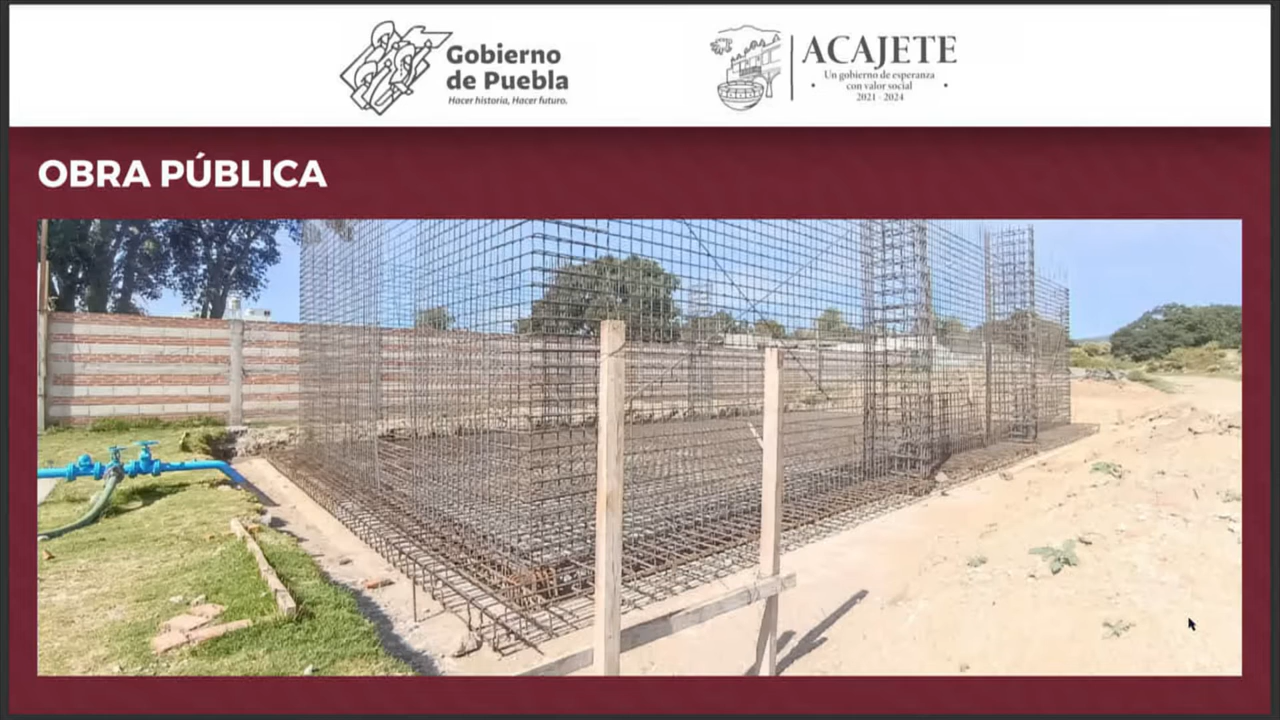 Gobierno
de Puebla
Hacer historia, Hacer futuro.
ACAJETE
Un gobierno de esperanza
• con valor social •
2021 - 2024
OBRA PÚBLICA